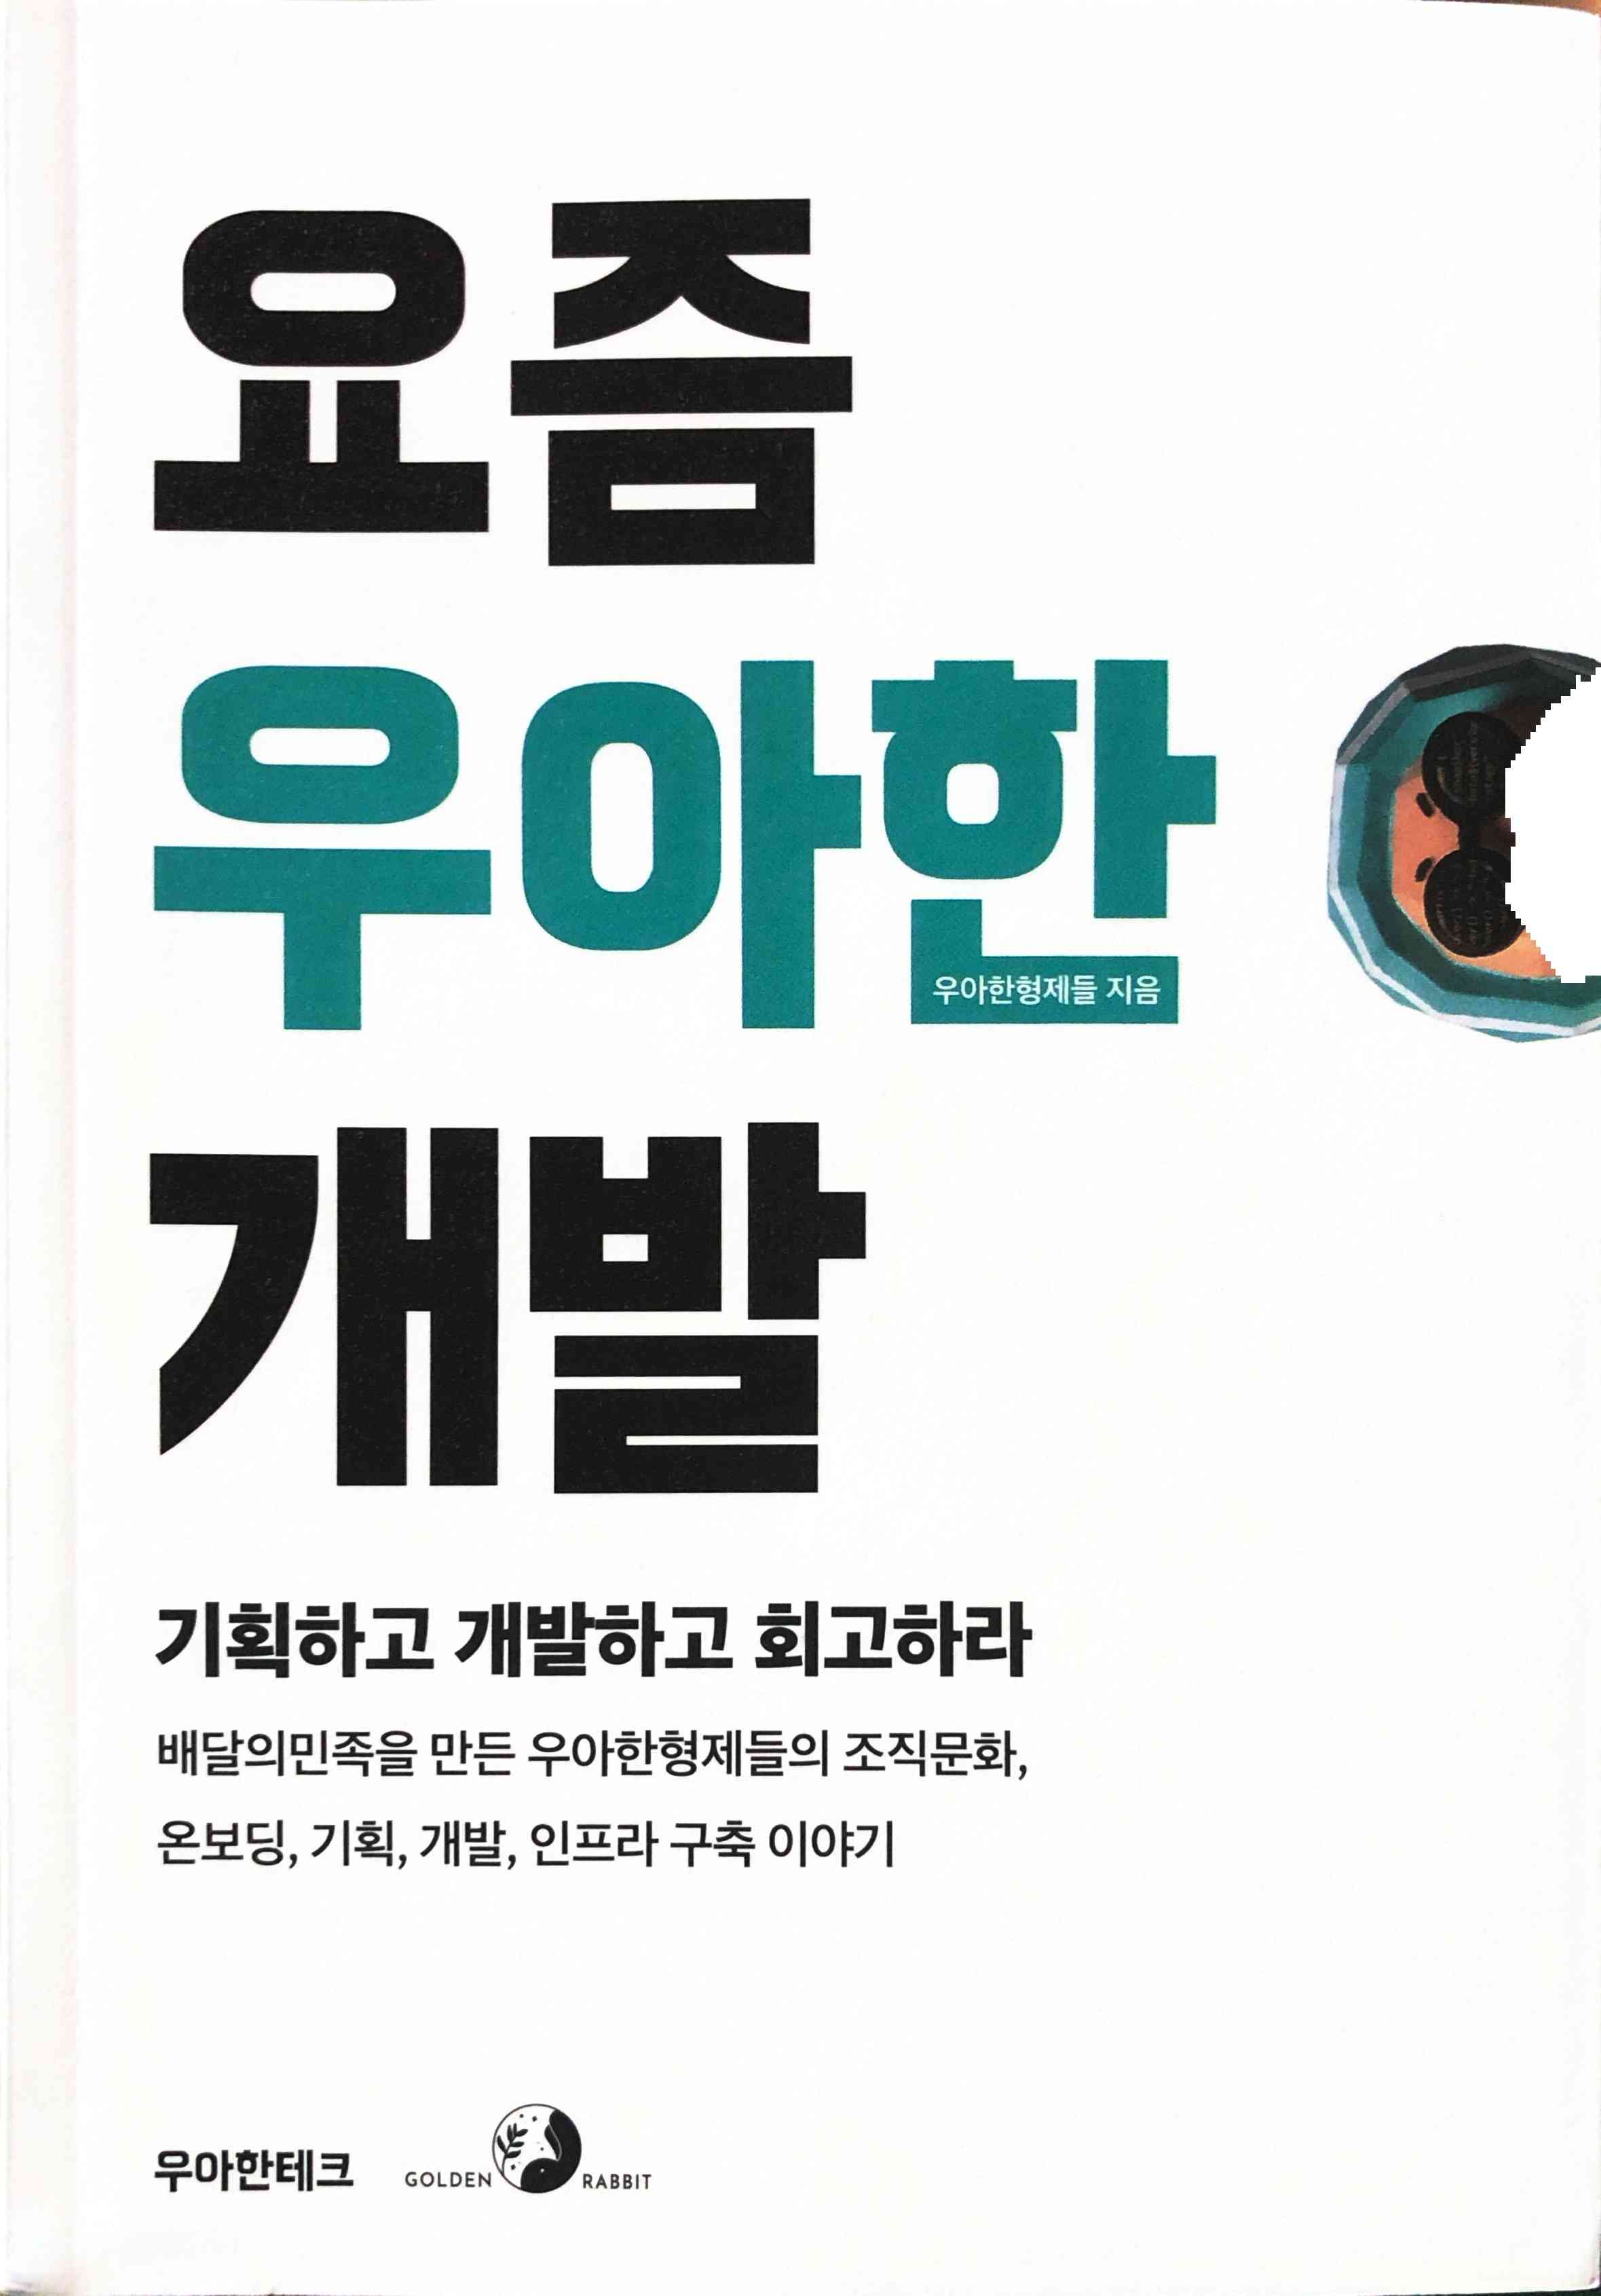 요즘
우아한
우아한형제들 지음
개발
기획하고 개발하고 회고하라
배달의민족을 만든 우아한형제들의 조직문화,
온보딩, 기획, 개발, 인프라 구축 이야기
우아한테크
GOLDEN RABBIT